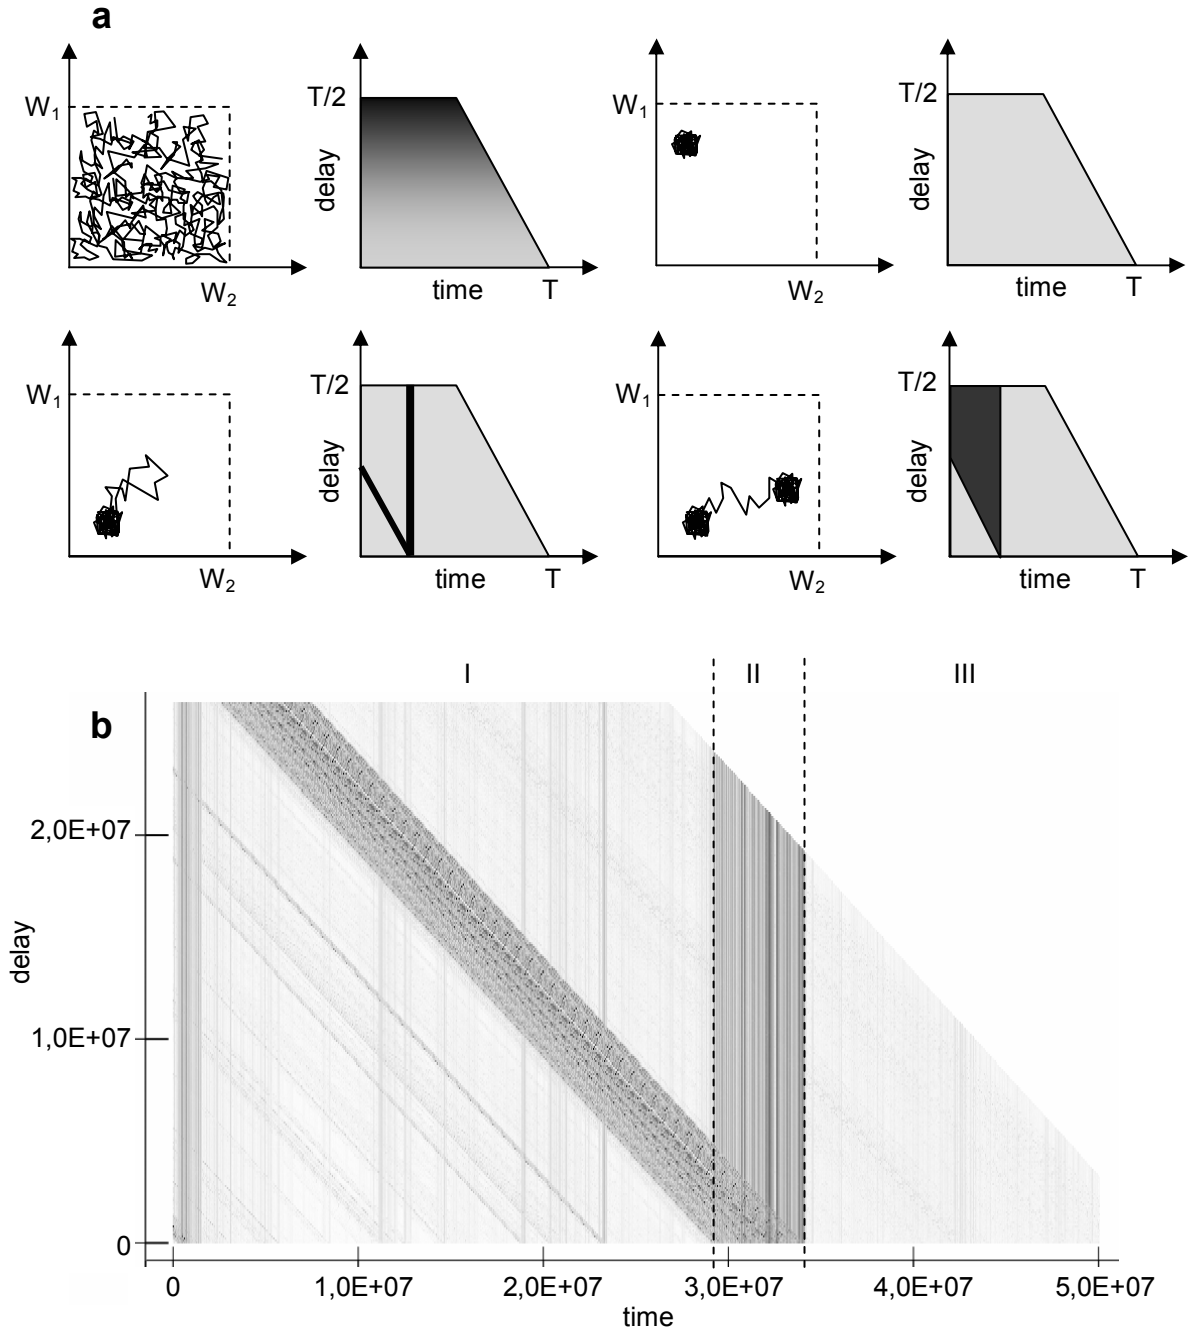 a
W1
W2
T/2
delay
time
T
W1
W2
T/2
delay
time
T
W1
W2
T/2
delay
time
T
W1
W2
T/2
delay
time
T
I
II
III
b
2,0E+07
1,0E+07
0
delay
0
1,0E+07
2,0E+07
3,0E+07
4,0E+07
5,0E+07
time